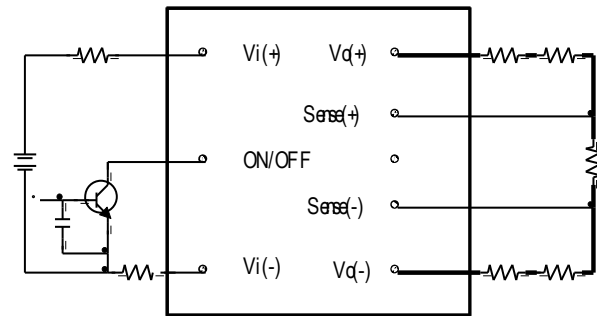 Vi(+) Vo(+)
Sense(+)
ON/OFF
Sense(-)
Vi(-) Vo(-)